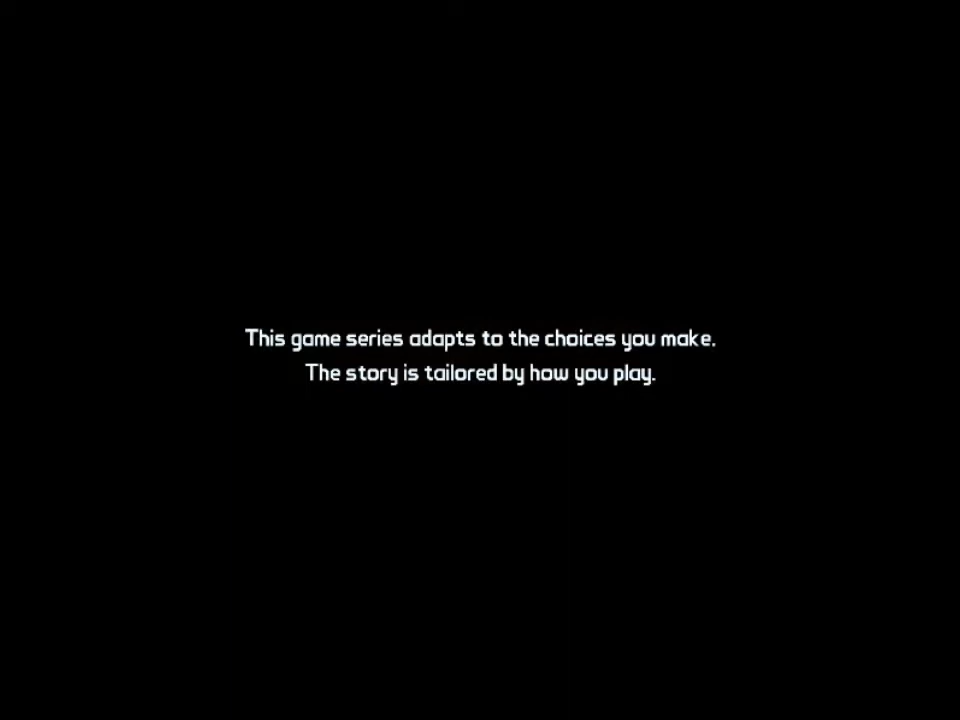 This game series adapts to the choices you make.
The story is tailored by how you play.